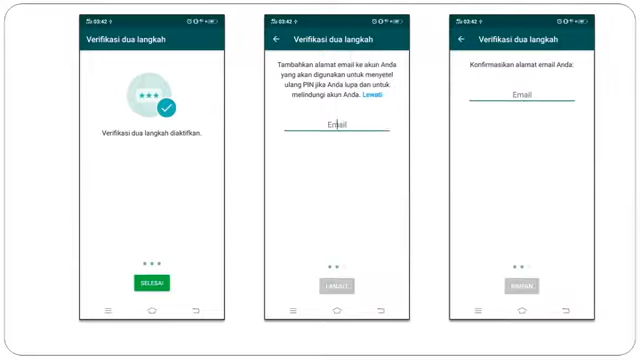 03:42
Verifikasi dua langkah
Verifikasi dua langkah diaktifkan.
SELESAI
03:42
Verifikasi dua langkah
Tambahkan alamat email ke akun Anda
yang akan digunakan untuk menyetel
ulang PIN jika Anda lupa dan untuk
melindungi akun Anda. Lewati
Email
LANJUT
03:42
Verifikasi dua langkah
Konfirmasikan alamat email Anda:
Email
SIMPAN